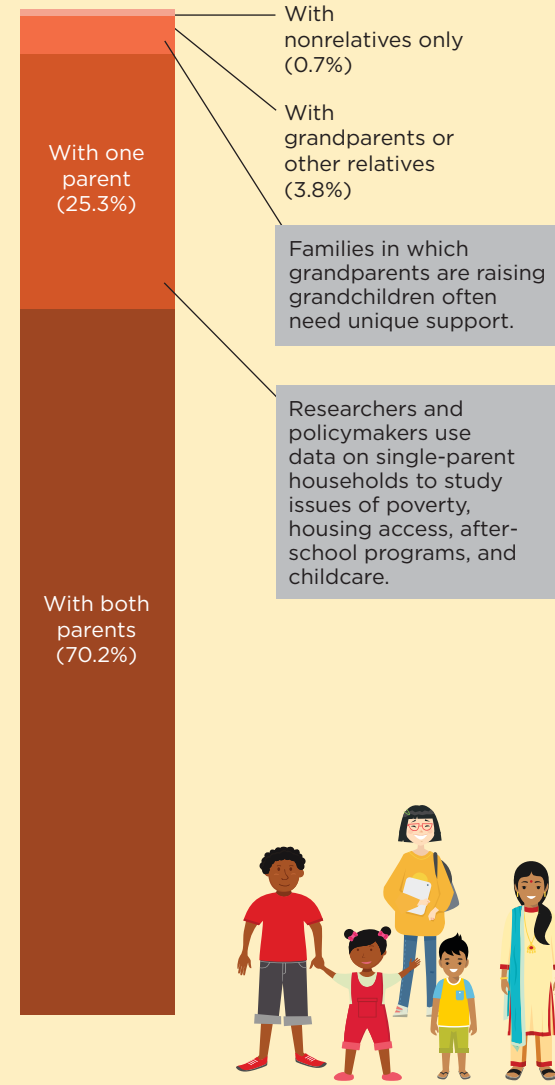 With
nonrelatives only
(0.7%)
With
grandparents or
other relatives
(3.8%)
With one
parent
(25.3%)
Families in which
grandparents are raising
grandchildren often
need unique support.
Researchers and
policymakers use
data on single-parent
households to study
issues of poverty,
housing access, after-
school programs, and
childcare.
With both
parents
(70.2%)